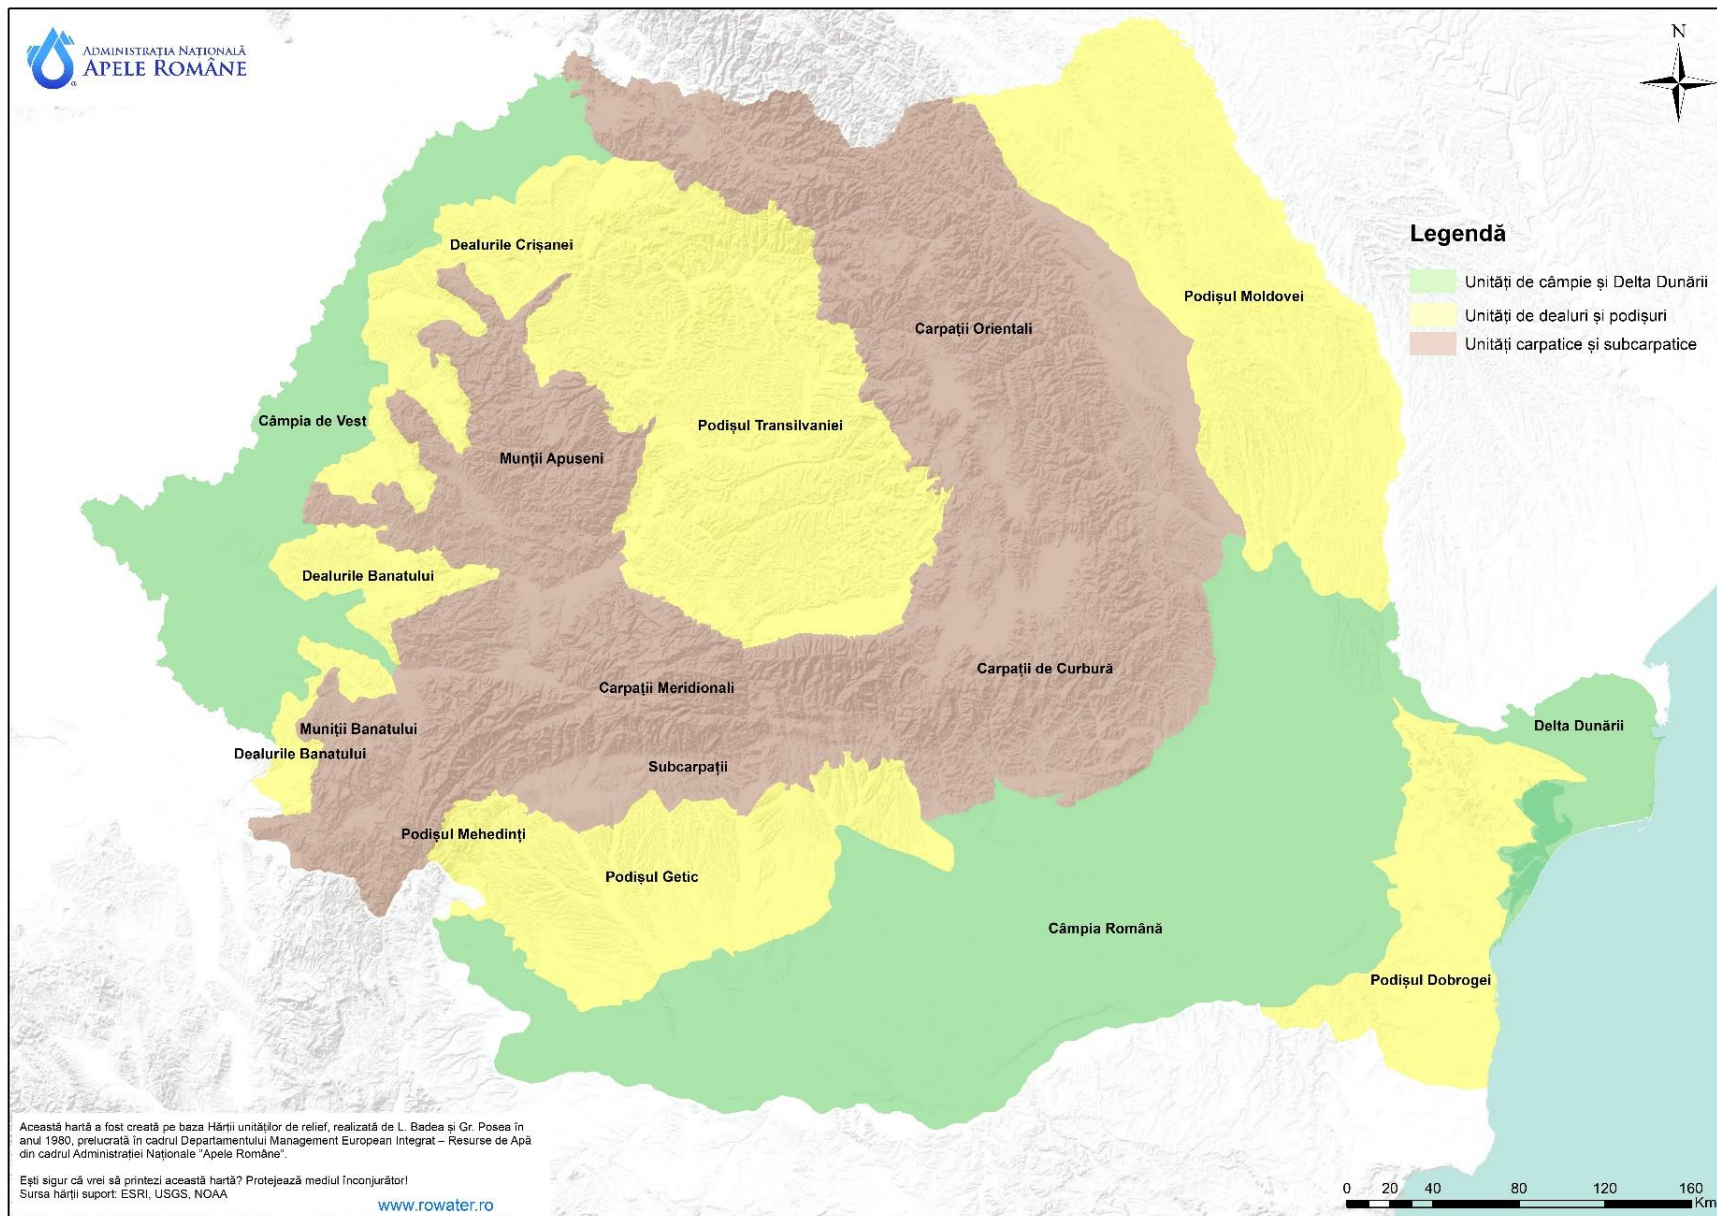 ADMINISTRAȚIA NAȚIONALĂ
APELE ROMÂNE
N
Legendă
Unități de câmpie și Delta Dunării
Unități de dealuri și podișuri
Unități carpatice și subcarpatice
Dealurile Crișanei
Podișul Moldovei
Carpații Orientali
Câmpia de Vest
Podișul Transilvaniei
Munții Apuseni
Dealurile Banatului
Carpații de Curbură
Carpații Meridionali
Muniții Banatului
Delta Dunării
Dealurile Banatului
Subcarpații
Podișul Mehedinți
Podișul Getic
Câmpia Română
Podișul Dobrogei
Această hartă a fost creată pe baza Hărții unităților de relief, realizată de L. Badea și Gr. Posea în
anul 1980, prelucrată în cadrul Departamentului Management European Integrat – Resurse de Apă
din cadrul Administrației Naționale "Apele Române".
Ești sigur că vrei să printezi această hartă? Protejează mediul înconjurător!
Sursa hărții suport: ESRI, USGS, NOAA
www.rowater.ro
0 20 40 80 120 160
Km